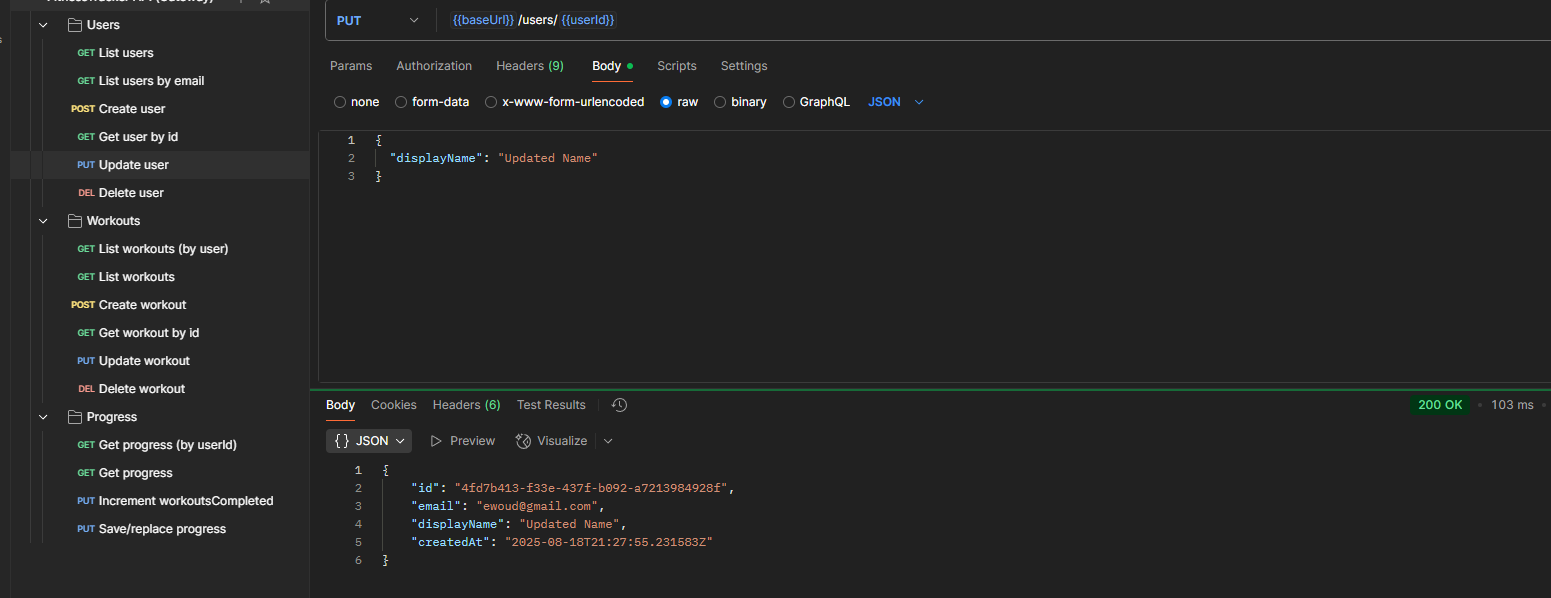 Users
GET List users
GET List users by email
POST Create user
GET Get user by id
PUT Update user
DEL Delete user
Workouts
GET List workouts (by user)
GET List workouts
POST Create workout
GET Get workout by id
PUT Update workout
DEL Delete workout
Progress
GET Get progress (by userId)
GET Get progress
PUT Increment workoutsCompleted
PUT Save/replace progress
PUT {{baseUrl}} /users/ {{userId}}
Params Authorization Headers (9) Body Scripts Settings
none form-data x-www-form-urlencoded raw binary GraphQL JSON
1 {
2 "displayName": "Updated Name"
3 }
Body Cookies Headers (6) Test Results 200 OK 103 ms
{} JSON Preview Visualize
1 {
2 "id": "4fd7b413-f33e-437f-b092-a7213984928f",
3 "email": "ewoud@gmail.com",
4 "displayName": "Updated Name",
5 "createdAt": "2025-08-18T21:27:55.231583Z"
6 }